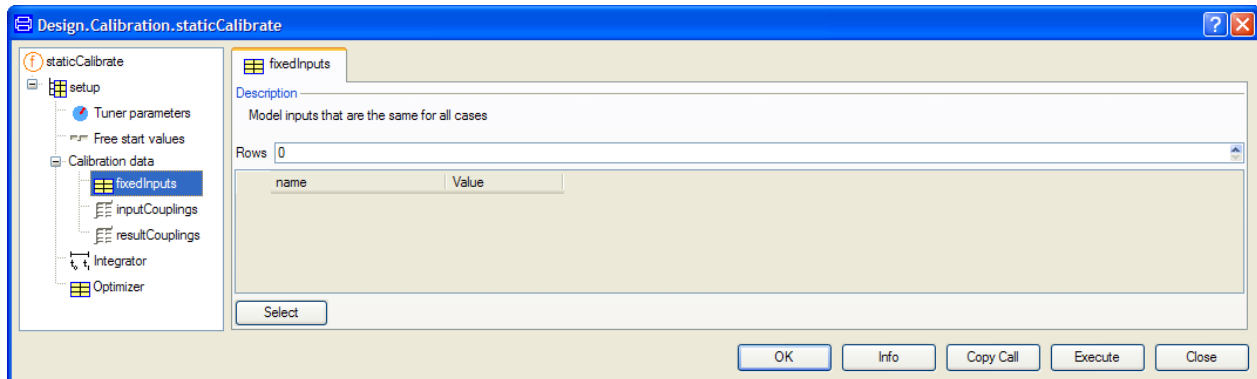 Design.Calibration.staticCalibrate
staticCalibrate
setup
Tuner parameters
Free start values
Calibration data
fixedInputs
inputCouplings
resultCouplings
Integrator
Optimizer
fixedInputs
Description
Model inputs that are the same for all cases
Rows 0
name Value
Select
OK Info Copy Call Execute Close